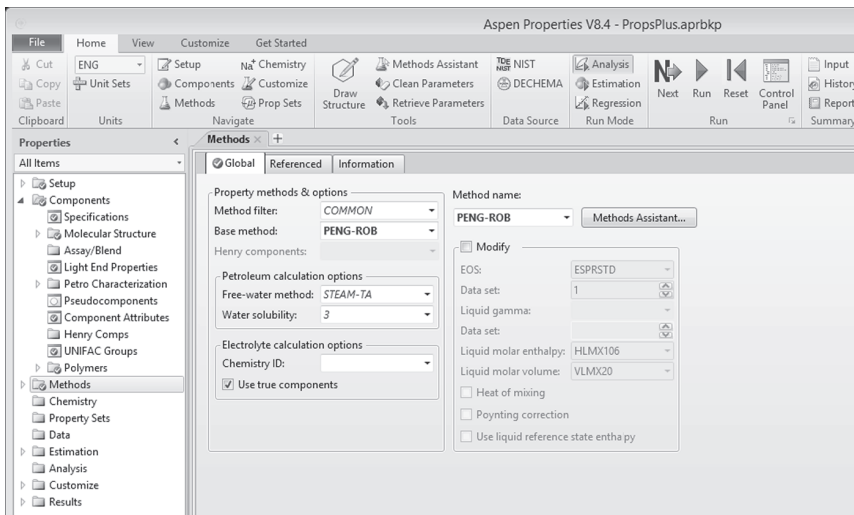 Aspen Properties V8.4 - PropsPlus.aprbkp
File Home View Customize Get Started
Cut ENG Setup Na+ Chemistry Methods Assistant TDE NIST NIST Analysis Input
Copy Unit Sets Components Customize Clean Parameters DECHEMA Estimation Next Run Reset Control Panel History
Paste Methods Prop Sets Draw Structure Retrieve Parameters Regression Report
Clipboard Units Navigate Tools Data Source Run Mode Run Summary
Properties < Methods × +
All Items Global Referenced Information
Setup
Components
Specifications
Molecular Structure
Assay/Blend
Light End Properties
Petro Characterization
Pseudocomponents
Component Attributes
Henry Comps
UNIFAC Groups
Polymers
Methods
Chemistry
Property Sets
Data
Estimation
Analysis
Customize
Results
Property methods & options
Method filter: COMMON
Base method: PENG-ROB
Henry components:
Petroleum calculation options
Free-water method: STEAM-TA
Water solubility: 3
Electrolyte calculation options
Chemistry ID:
Use true components
Method name:
PENG-ROB Methods Assistant...
Modify
EOS: ESPRSTD
Data set: 1
Liquid gamma:
Data set:
Liquid molar enthalpy: HLMX106
Liquid molar volume: VLMX20
Heat of mixing
Poynting correction
Use liquid reference state entha py